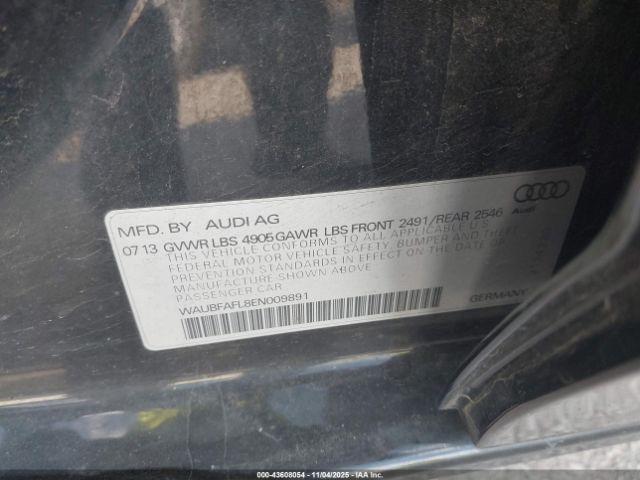 MFD. BY AUDI AG
07 13 GVWR LBS 4905 GAWR LBS FRONT 2491/REAR 2546
Audi
THIS VEHICLE CONFORMS TO ALL APPLICABLE U.S.
FEDERAL MOTOR VEHICLE SAFETY, BUMPER AND THEFT
PREVENTION STANDARDS IN EFFECT ON THE DATE OF
MANUFACTURE SHOWN ABOVE
PASSENGER CAR
WAUBFAFL8EN009891
GERMANY
000-43608054 - 11/04/2025 - IAAI.COM